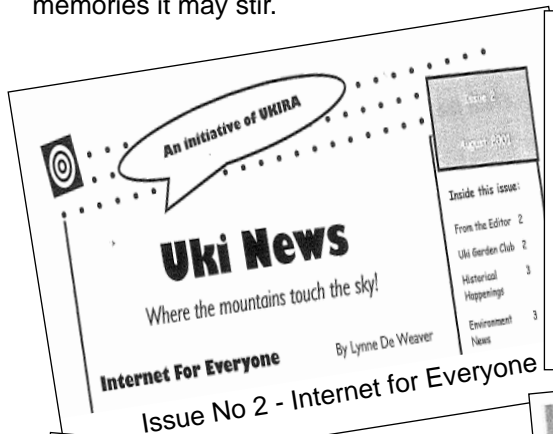 memories it may stir.
An initiative of UKIRA
Issue 2
August 2001
Uki News
Where the mountains touch the sky!
Internet For Everyone
By Lynne De Weaver
Inside this issue:
From the Editor 2
Uki Garden Club 2
Historical
Happenings 3
Environment
News 3
Issue No 2 - Internet for Everyone